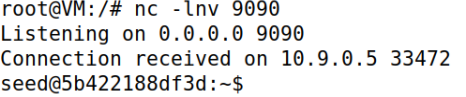 root@VM:/# nc -lnv 9090
Listening on 0.0.0.0 9090
Connection received on 10.9.0.5 33472
seed@5b422188df3d:~$